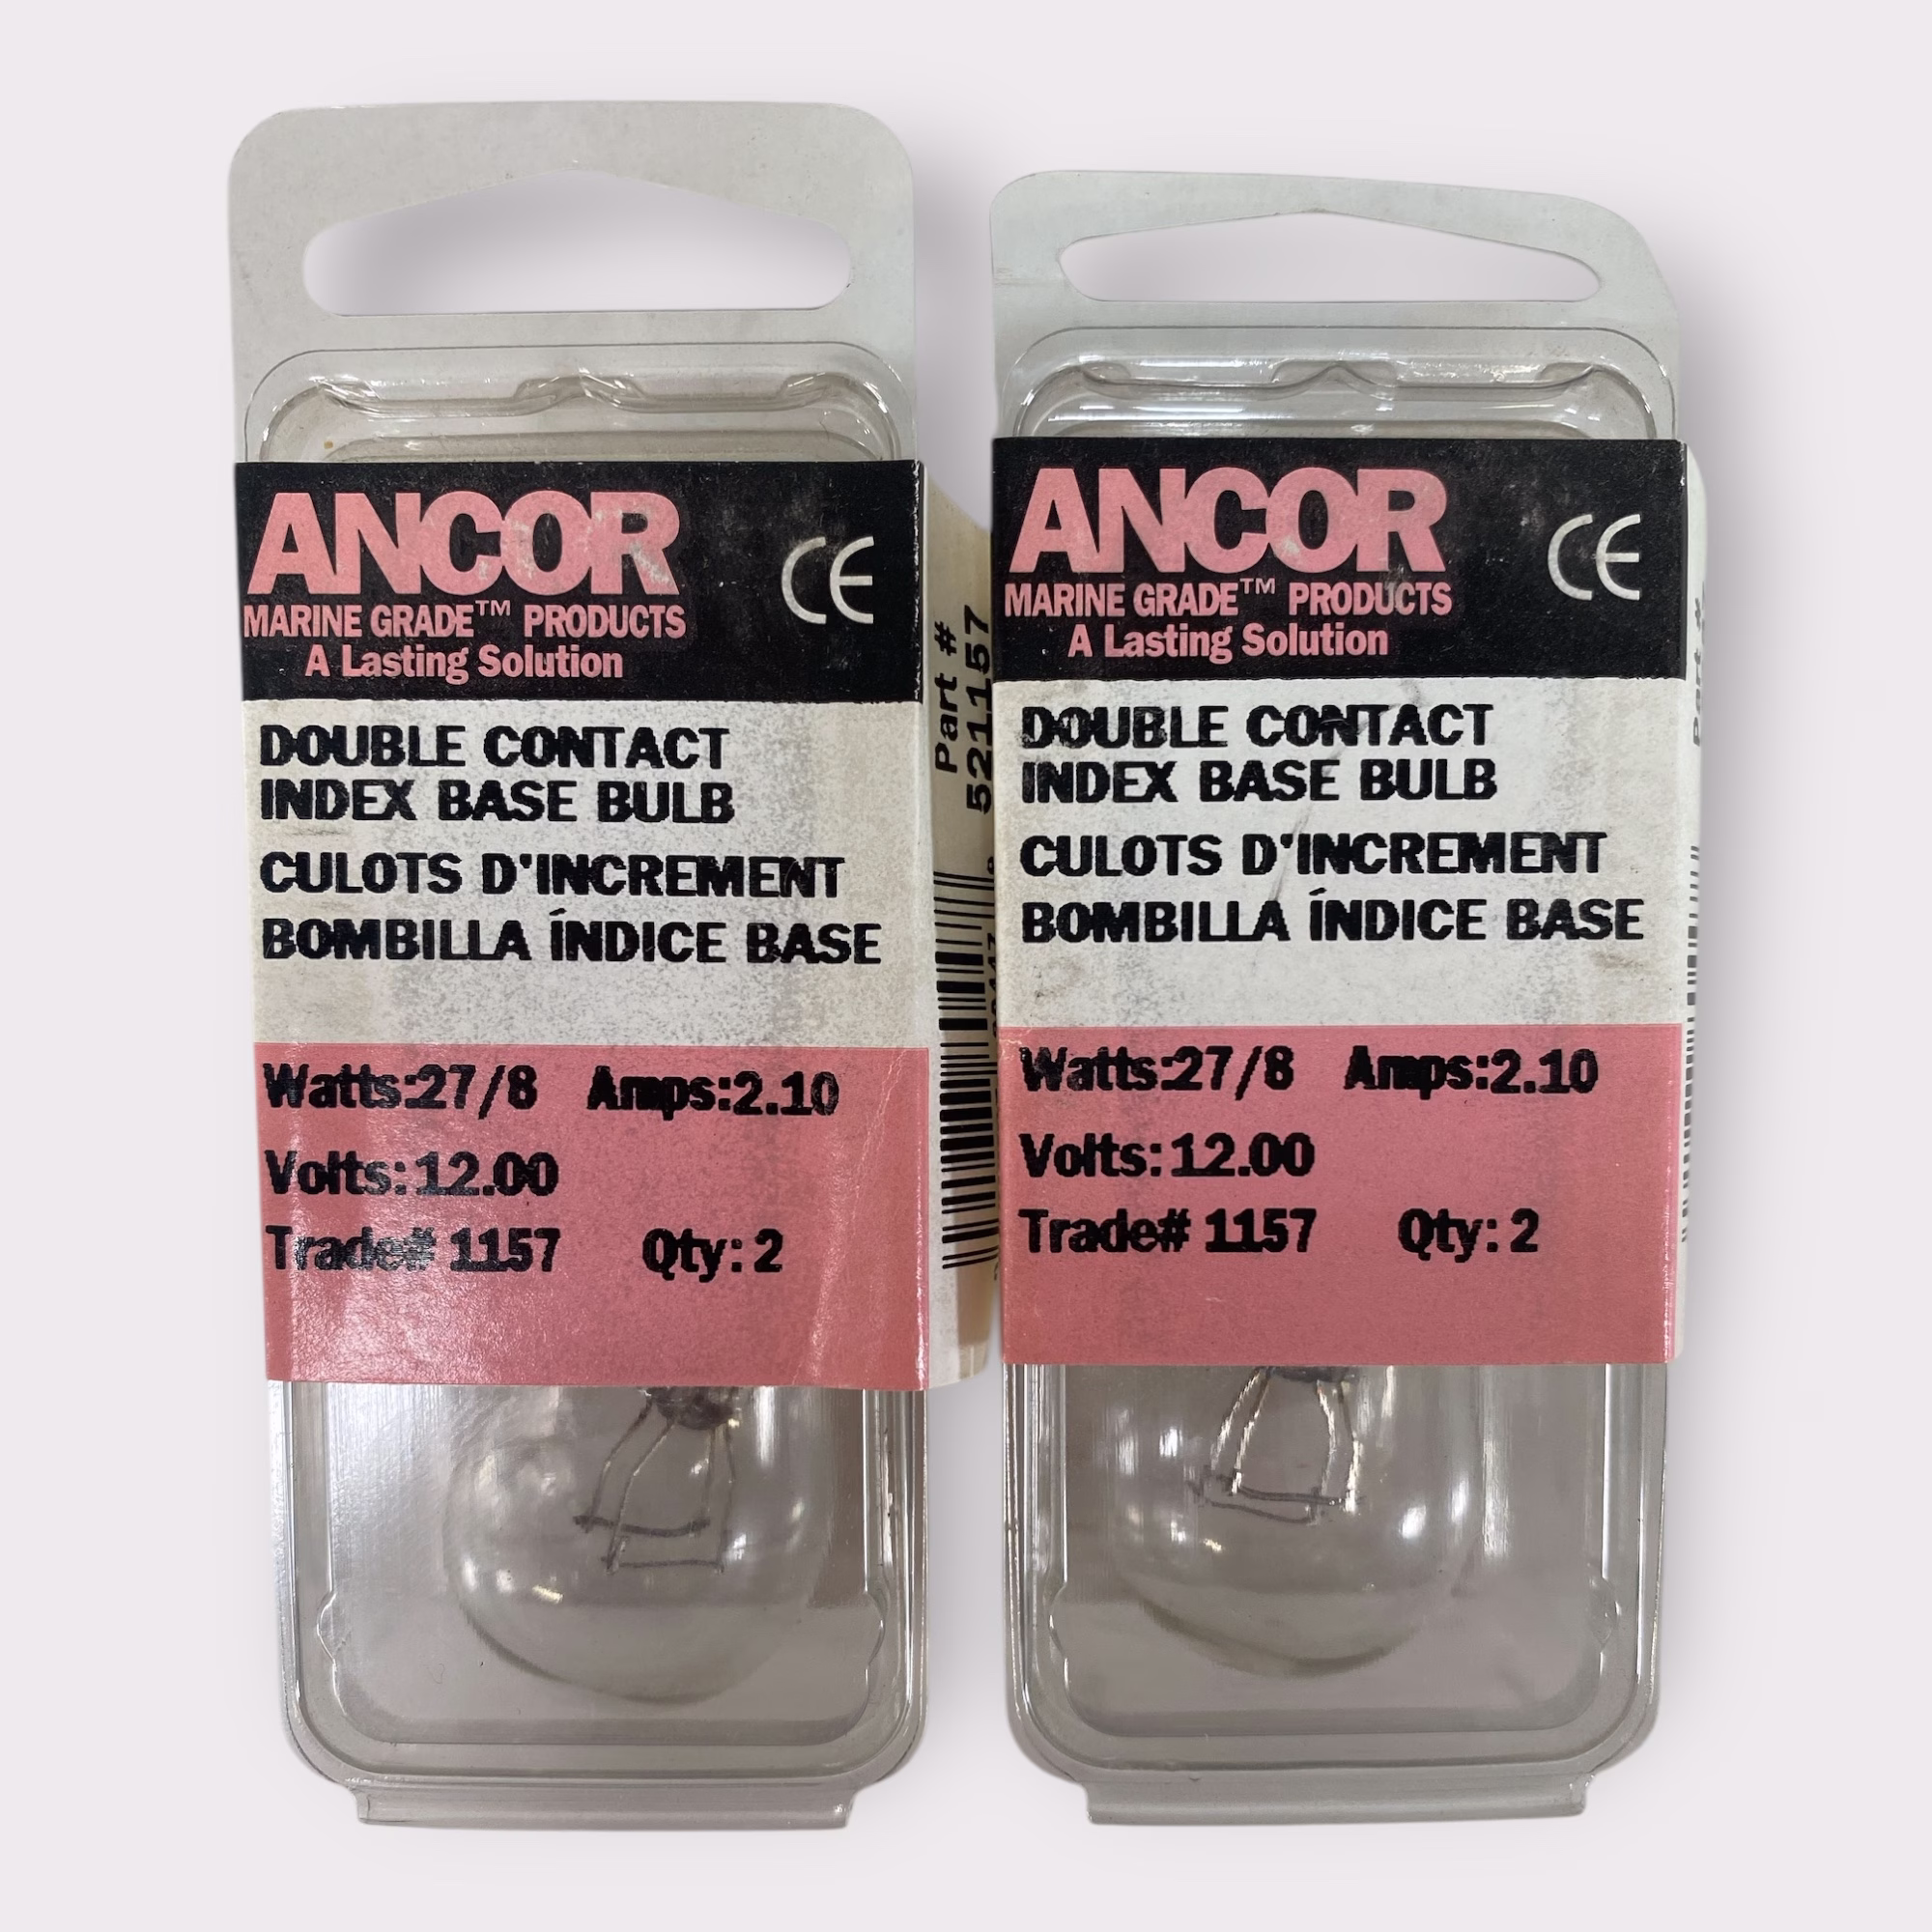 ANCOR
MARINE GRADE™ PRODUCTS
A Lasting Solution
CE
DOUBLE CONTACT
INDEX BASE BULB
CULOTS D'INCREMENT
BOMBILLA ÍNDICE BASE
Watts:27/8 Amps:2.10
Volts:12.00
Trade# 1157 Qty: 2
Part #
521157
ANCOR
MARINE GRADE™ PRODUCTS
A Lasting Solution
CE
DOUBLE CONTACT
INDEX BASE BULB
CULOTS D'INCREMENT
BOMBILLA ÍNDICE BASE
Watts:27/8 Amps:2.10
Volts:12.00
Trade# 1157 Qty: 2
Part #